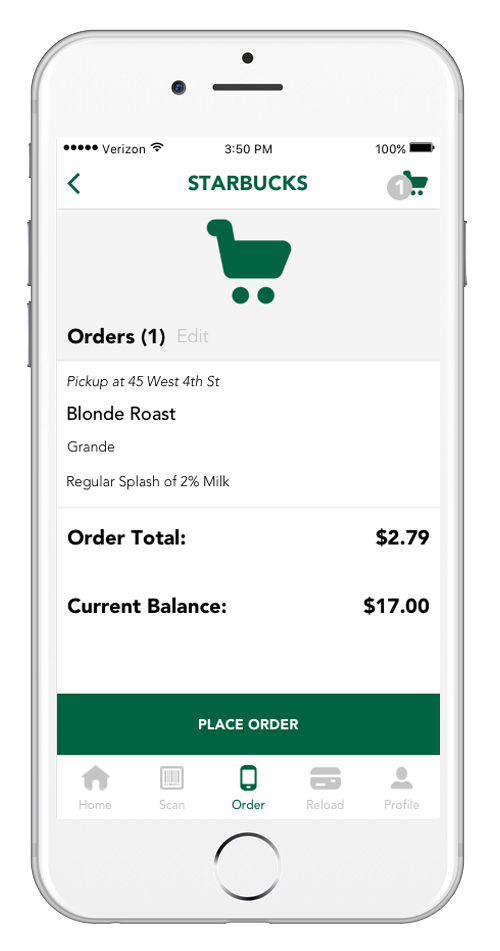 Verizon 3:50 PM 100%
STARBUCKS 1
Orders (1) Edit
Pickup at 45 West 4th St
Blonde Roast
Grande
Regular Splash of 2% Milk
Order Total: $2.79
Current Balance: $17.00
PLACE ORDER
Home Scan Order Reload Profile